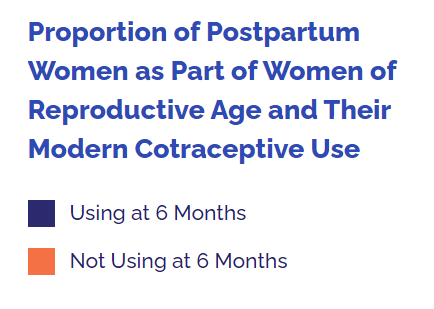 Proportion of Postpartum
Women as Part of Women of
Reproductive Age and Their
Modern Cotraceptive Use
Using at 6 Months
Not Using at 6 Months